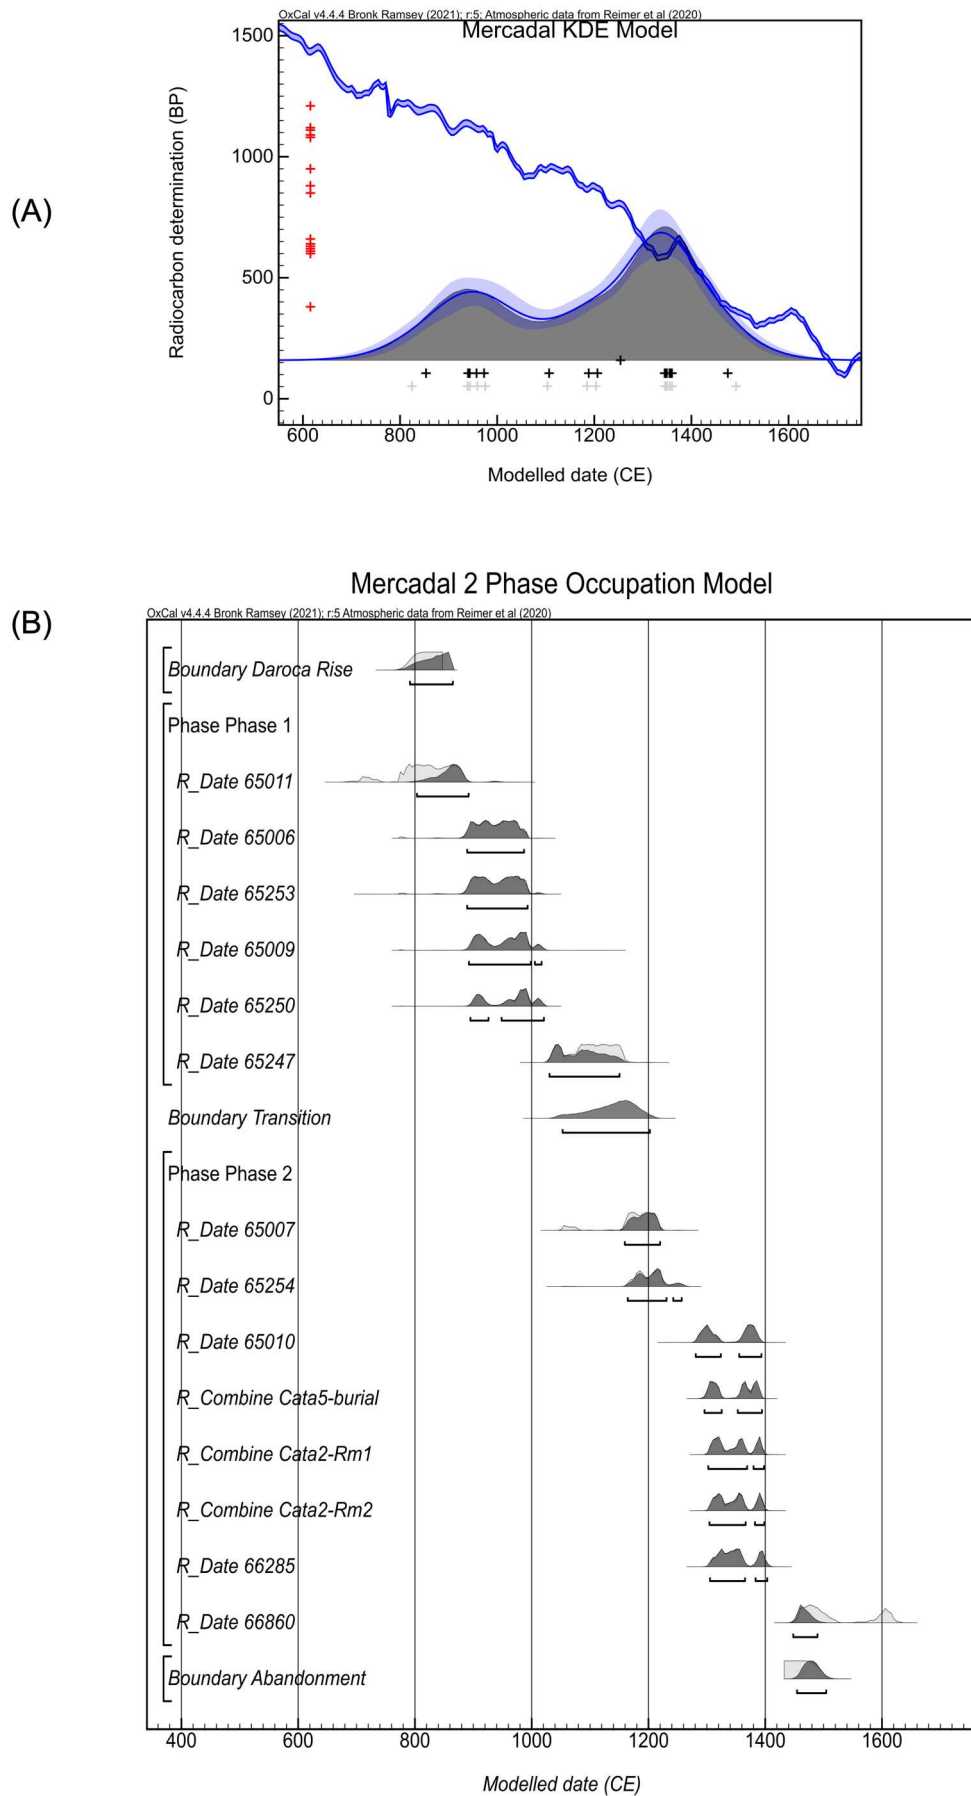 (A)
OxCal v4.4.4 Bronk Ramsey (2021); r:5; Atmospheric data from Reimer et al (2020)
Mercadal KDE Model
Radiocarbon determination (BP)
1500
1000
500
0
600 800 1000 1200 1400 1600
Modelled date (CE)
(B)
Mercadal 2 Phase Occupation Model
OxCal v4.4.4 Bronk Ramsey (2021); r:5 Atmospheric data from Reimer et al (2020)
Boundary Daroca Rise
Phase Phase 1
R_Date 65011
R_Date 65006
R_Date 65253
R_Date 65009
R_Date 65250
R_Date 65247
Boundary Transition
Phase Phase 2
R_Date 65007
R_Date 65254
R_Date 65010
R_Combine Cata5-burial
R_Combine Cata2-Rm1
R_Combine Cata2-Rm2
R_Date 66285
R_Date 66860
Boundary Abandonment
400 600 800 1000 1200 1400 1600
Modelled date (CE)